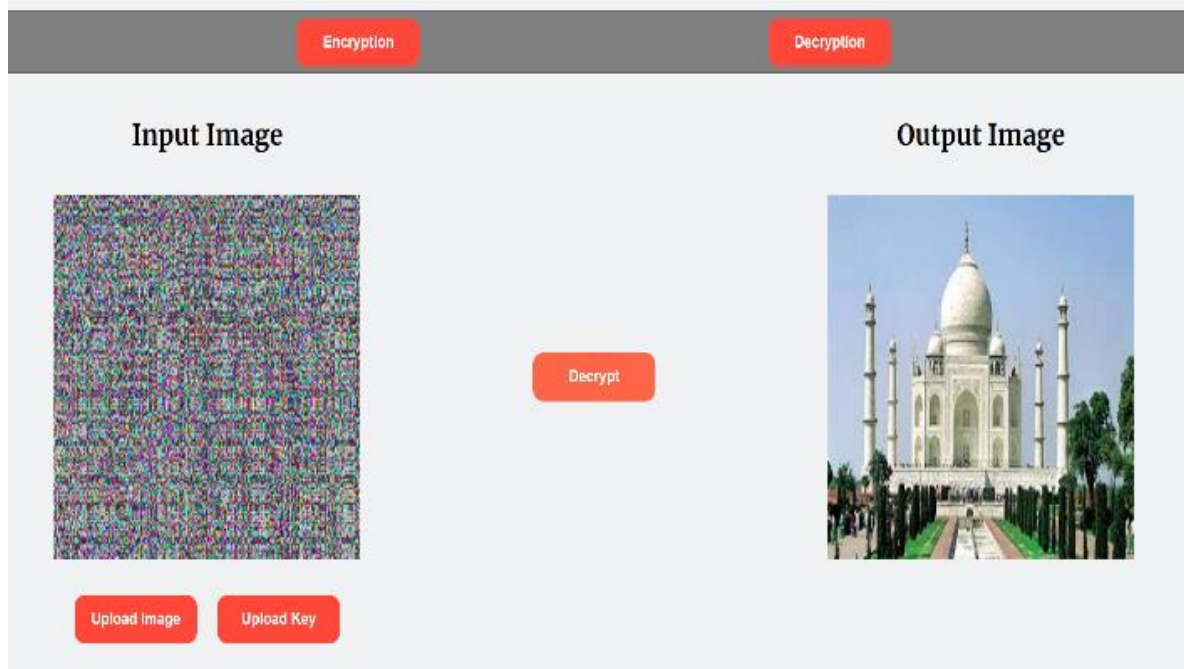 Encryption
Decryption
Input Image
Output Image
Decrypt
Upload Image
Upload Key